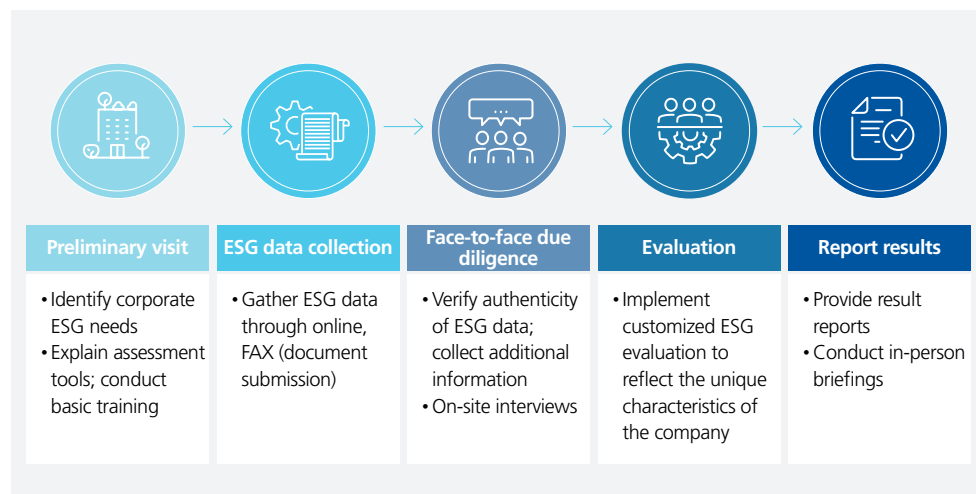 Preliminary visit
• Identify corporate
ESG needs
• Explain assessment
tools; conduct
basic training
ESG data collection
• Gather ESG data
through online,
FAX (document
submission)
Face-to-face due
diligence
• Verify authenticity
of ESG data;
collect additional
information
• On-site interviews
Evaluation
• Implement
customized ESG
evaluation to
reflect the unique
characteristics of
the company
Report results
• Provide result
reports
• Conduct in-person
briefings